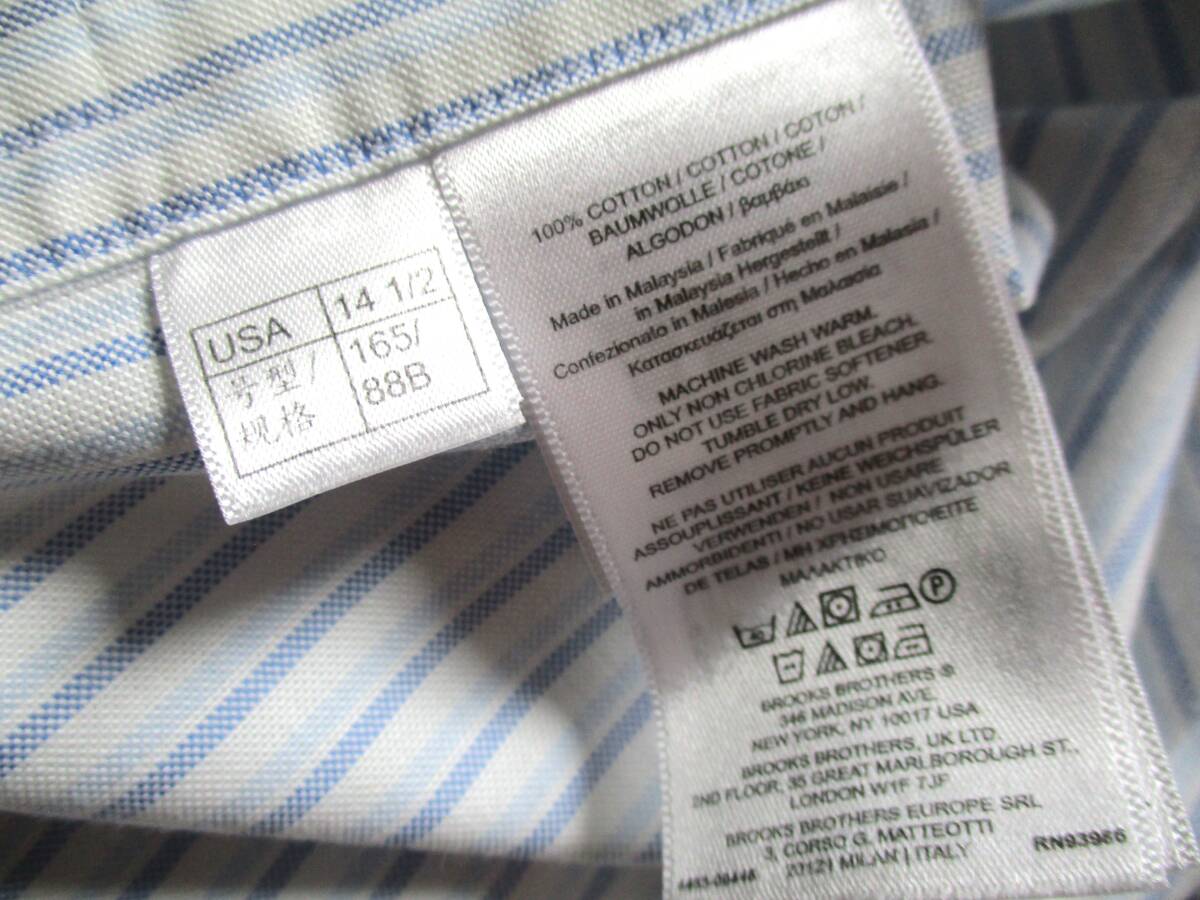 USA 14 1/2
号型/ 165/
规格 88B
100% COTTON / COTTON / COTON /
BAUMWOLLE / COTONE /
ALGODON / βαμβάκι
Made in Malaysia / Fabriqué en Malaisie /
in Malaysia Hergestellt /
Confezionato in Malesia / Hecho en Malasia /
Κατασκευάζεται στη Μαλαισία
MACHINE WASH WARM.
ONLY NON CHLORINE BLEACH.
DO NOT USE FABRIC SOFTENER.
TUMBLE DRY LOW.
REMOVE PROMPTLY AND HANG.
NE PAS UTILISER AUCUN PRODUIT
ASSOUPLISSANT / KEINE WEICHSPÜLER
VERWENDEN / NON USARE
AMMORBIDENTI / NO USAR SUAVIZADOR
DE TELAS / ΜΗ ΧΡΗΣΙΜΟΠΟΙΕΙΤΕ
ΜΑΛΑΚΤΙΚΟ
40 P
BROOKS BROTHERS ®
346 MADISON AVE.
NEW YORK, NY 10017 USA
BROOKS BROTHERS, UK LTD
2ND FLOOR, 35 GREAT MARLBOROUGH ST.,
LONDON W1F 7JF
BROOKS BROTHERS EUROPE SRL
3, CORSO G. MATTEOTTI
20121 MILAN | ITALY
RN93986